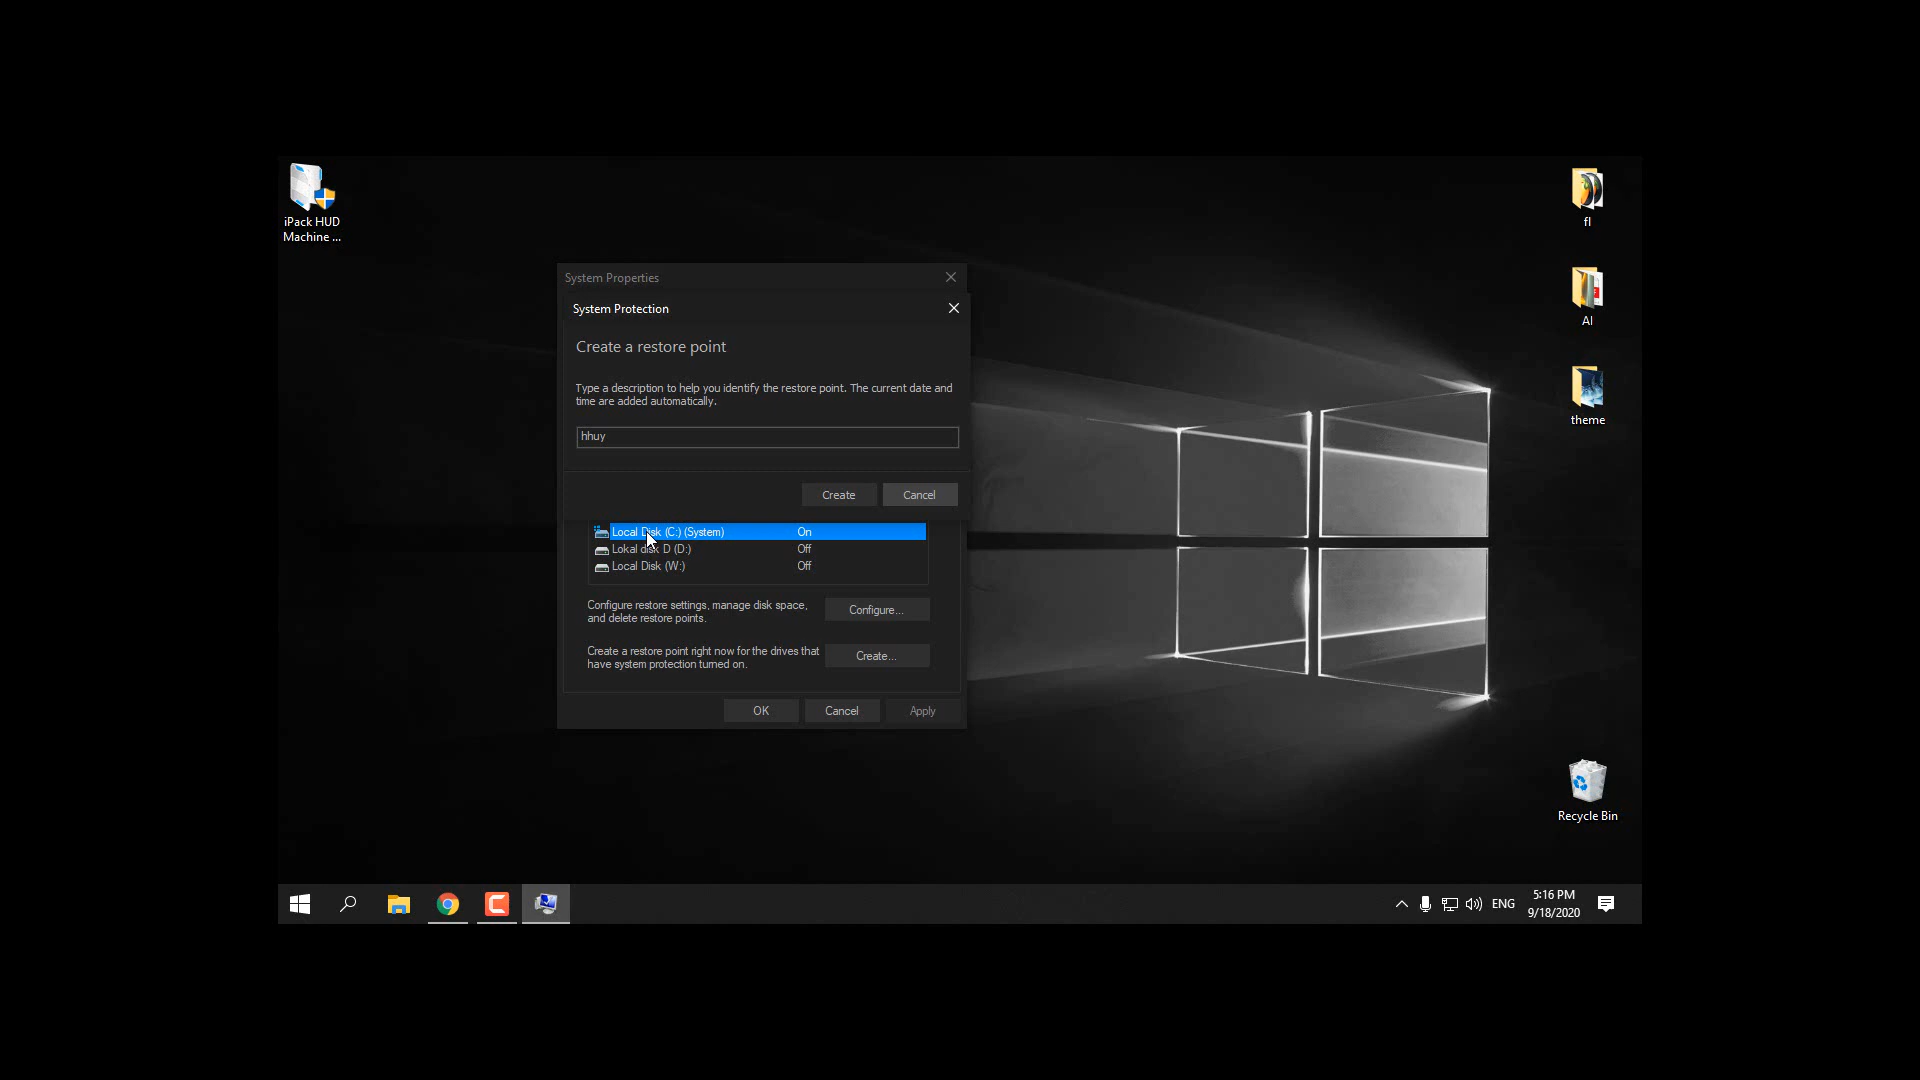 iPack HUD
Machine ...
fl
AI
theme
Recycle Bin
System Properties
System Protection
Create a restore point
Type a description to help you identify the restore point. The current date and
time are added automatically.
hhuy
Create
Cancel
Local Disk (C:) (System) On
Lokal disk D (D:) Off
Local Disk (W:) Off
Configure restore settings, manage disk space,
and delete restore points.
Configure...
Create a restore point right now for the drives that
have system protection turned on.
Create...
OK
Cancel
Apply
ENG
5:16 PM
9/18/2020